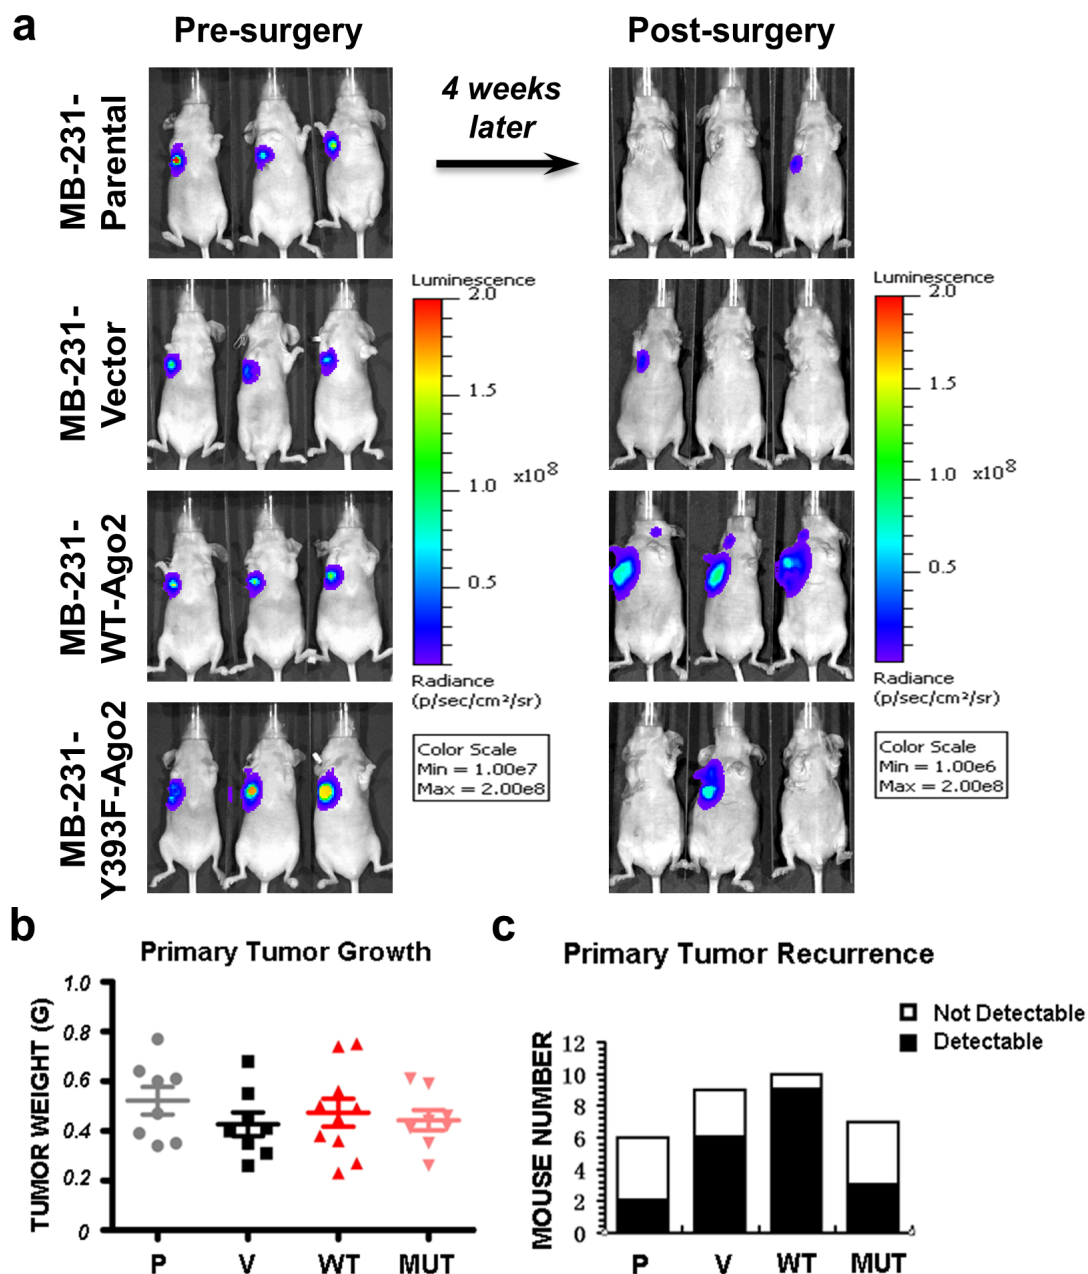 a
Pre-surgery
Post-surgery
MB-231-
Parental
4 weeks
later
MB-231-
Vector
Luminescence
2.0
1.5
1.0
x10⁸
0.5
Radiance
(p/sec/cm²/sr)
Color Scale
Min = 1.00e7
Max = 2.00e8
Luminescence
2.0
1.5
1.0
x10⁸
0.5
Radiance
(p/sec/cm²/sr)
Color Scale
Min = 1.00e6
Max = 2.00e8
MB-231-
WT-Ago2
MB-231-
Y393F-Ago2
b
Primary Tumor Growth
TUMOR WEIGHT (G)
1.0
0.8
0.6
0.4
0.2
0
P V WT MUT
c
Primary Tumor Recurrence
Not Detectable
Detectable
MOUSE NUMBER
12
10
8
6
4
2
0
P V WT MUT